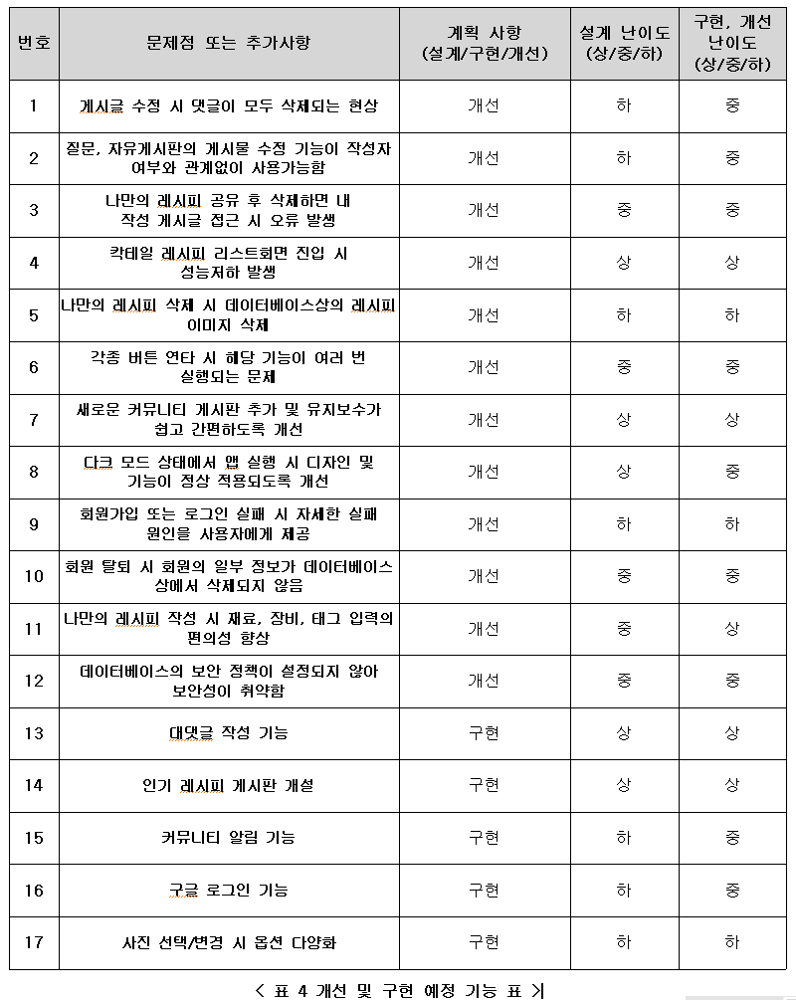 번호 문제점 또는 추가사항 계획 사항 (설계/구현/개선) 설계 난이도 (상/중/하) 구현, 개선 난이도 (상/중/하)
1 게시글 수정 시 댓글이 모두 삭제되는 현상 개선 하 중
2 질문, 자유게시판의 게시물 수정 기능이 작성자 개선 하 중
여부와 관계없이 사용가능함
3 나만의 레시피 공유 후 삭제하면 내 개선 중 중
작성 게시글 접근 시 오류 발생
4 칵테일 레시피 리스트화면 진입 시 개선 상 상
성능저하 발생
5 나만의 레시피 삭제 시 데이터베이스상의 레시피 개선 하 하
이미지 삭제
6 각종 버튼 연타 시 해당 기능이 여러 번 개선 중 중
실행되는 문제
7 새로운 커뮤니티 게시판 추가 및 유지보수가 개선 상 상
쉽고 간편하도록 개선
8 다크 모드 상태에서 앱 실행 시 디자인 및 개선 상 중
기능이 정상 적용되도록 개선
9 회원가입 또는 로그인 실패 시 자세한 실패 개선 하 하
원인을 사용자에게 제공
10 회원 탈퇴 시 회원의 일부 정보가 데이터베이스 개선 중 중
상에서 삭제되지 않음
11 나만의 레시피 작성 시 재료, 장비, 태그 입력의 개선 중 상
편의성 향상
12 데이터베이스의 보안 정책이 설정되지 않아 개선 중 중
보안성이 취약함
13 대댓글 작성 기능 구현 상 상
14 인기 레시피 게시판 개설 구현 상 상
15 커뮤니티 알림 기능 구현 하 중
16 구글 로그인 기능 구현 하 중
17 사진 선택/변경 시 옵션 다양화 구현 하 하
< 표 4 개선 및 구현 예정 기능 표 >